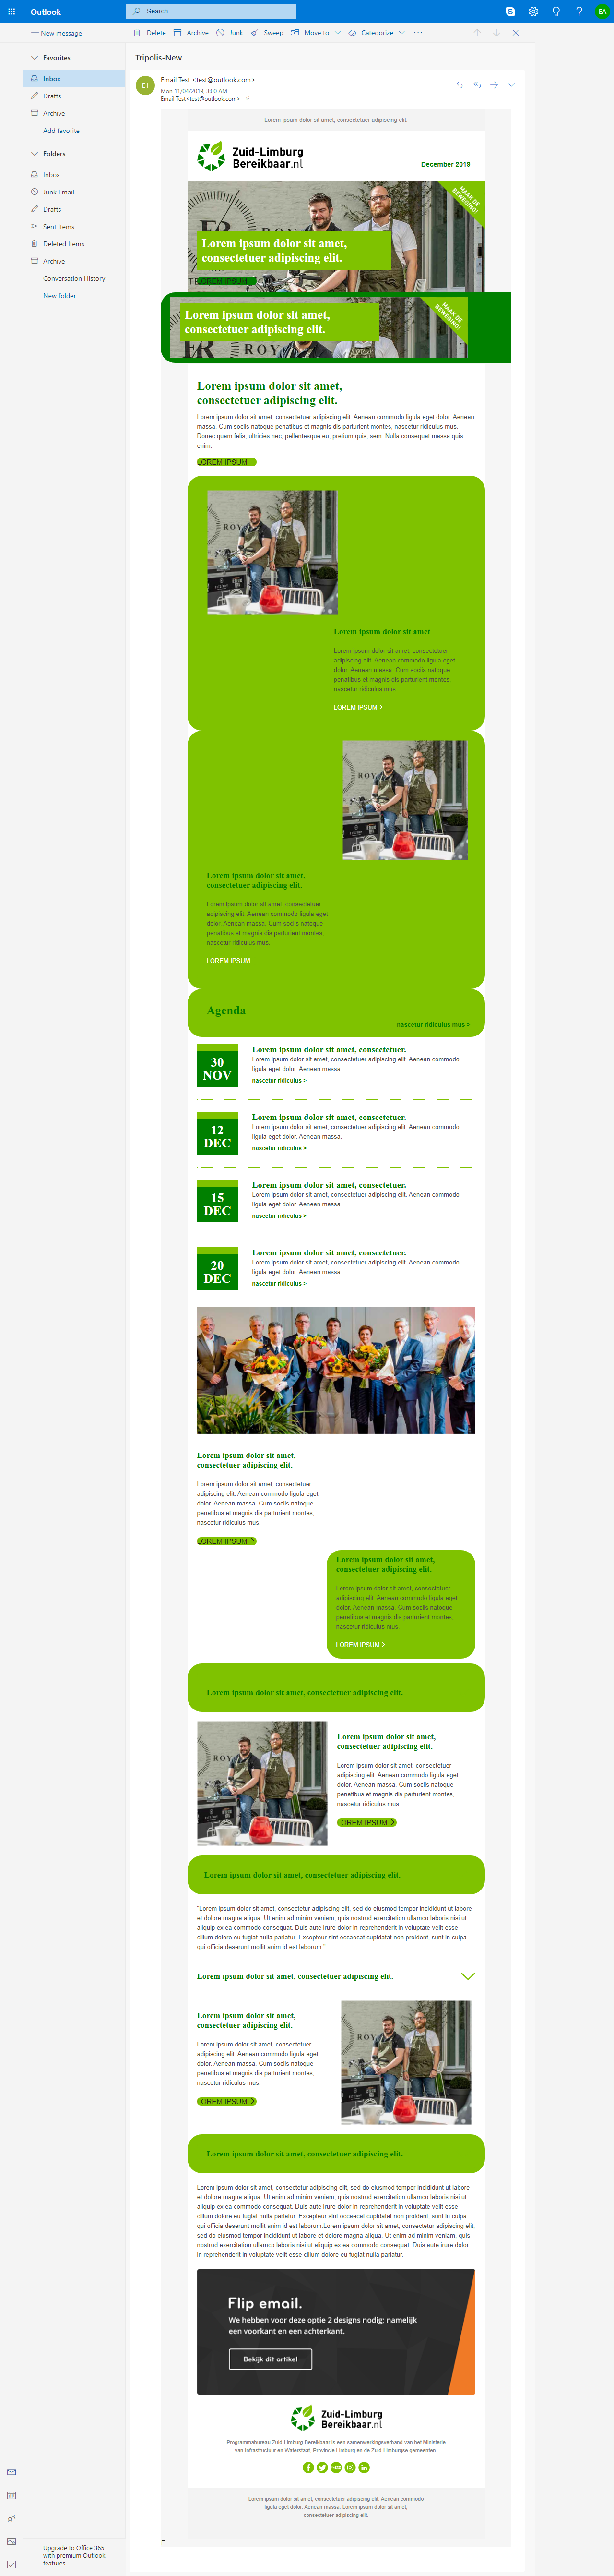 Outlook
Search
EA
New message
Delete
Archive
Junk
Sweep
Move to
Categorize
Favorites
Inbox
Drafts
Archive
Add favorite
Folders
Inbox
Junk Email
Drafts
Sent Items
Deleted Items
Archive
Conversation History
New folder
Tripolis-New
E1
Email Test <test@outlook.com>
Mon 11/04/2019, 3:00 AM
Email Test<test@outlook.com>
Lorem ipsum dolor sit amet, consectetuer adipiscing elit.
Zuid-Limburg
Bereikbaar.nl
December 2019
MAAK DE
BEWEGING!
Lorem ipsum dolor sit amet,
consectetuer adipiscing elit.
LOREM IPSUM
MAAK DE
BEWEGING!
Lorem ipsum dolor sit amet,
consectetuer adipiscing elit.
ROY
Lorem ipsum dolor sit amet,
consectetuer adipiscing elit.
Lorem ipsum dolor sit amet, consectetuer adipiscing elit. Aenean commodo ligula eget dolor. Aenean
massa. Cum sociis natoque penatibus et magnis dis parturient montes, nascetur ridiculus mus.
Donec quam felis, ultricies nec, pellentesque eu, pretium quis, sem. Nulla consequat massa quis
enim.
LOREM IPSUM >
ROY
Lorem ipsum dolor sit amet
Lorem ipsum dolor sit amet, consectetuer
adipiscing elit. Aenean commodo ligula eget
dolor. Aenean massa. Cum sociis natoque
penatibus et magnis dis parturient montes,
nascetur ridiculus mus.
LOREM IPSUM >
ROY
Lorem ipsum dolor sit amet,
consectetuer adipiscing elit.
Lorem ipsum dolor sit amet, consectetuer
adipiscing elit. Aenean commodo ligula eget
dolor. Aenean massa. Cum sociis natoque
penatibus et magnis dis parturient montes,
nascetur ridiculus mus.
LOREM IPSUM >
Agenda
nascetur ridiculus mus >
30
NOV
Lorem ipsum dolor sit amet, consectetuer.
Lorem ipsum dolor sit amet, consectetuer adipiscing elit. Aenean commodo
ligula eget dolor. Aenean massa.
nascetur ridiculus >
12
DEC
Lorem ipsum dolor sit amet, consectetuer.
Lorem ipsum dolor sit amet, consectetuer adipiscing elit. Aenean commodo
ligula eget dolor. Aenean massa.
nascetur ridiculus >
15
DEC
Lorem ipsum dolor sit amet, consectetuer.
Lorem ipsum dolor sit amet, consectetuer adipiscing elit. Aenean commodo
ligula eget dolor. Aenean massa.
nascetur ridiculus >
20
DEC
Lorem ipsum dolor sit amet, consectetuer.
Lorem ipsum dolor sit amet, consectetuer adipiscing elit. Aenean commodo
ligula eget dolor. Aenean massa.
nascetur ridiculus >
Lorem ipsum dolor sit amet,
consectetuer adipiscing elit.
Lorem ipsum dolor sit amet, consectetuer
adipiscing elit. Aenean commodo ligula eget
dolor. Aenean massa. Cum sociis natoque
penatibus et magnis dis parturient montes,
nascetur ridiculus mus.
LOREM IPSUM >
Lorem ipsum dolor sit amet,
consectetuer adipiscing elit.
Lorem ipsum dolor sit amet, consectetuer
adipiscing elit. Aenean commodo ligula eget
dolor. Aenean massa. Cum sociis natoque
penatibus et magnis dis parturient montes,
nascetur ridiculus mus.
LOREM IPSUM >
Lorem ipsum dolor sit amet, consectetuer adipiscing elit.
ROY
Lorem ipsum dolor sit amet,
consectetuer adipiscing elit.
Lorem ipsum dolor sit amet, consectetuer
adipiscing elit. Aenean commodo ligula eget
dolor. Aenean massa. Cum sociis natoque
penatibus et magnis dis parturient montes,
nascetur ridiculus mus.
LOREM IPSUM >
Lorem ipsum dolor sit amet, consectetuer adipiscing elit.
"Lorem ipsum dolor sit amet, consectetur adipiscing elit, sed do eiusmod tempor incididunt ut labore
et dolore magna aliqua. Ut enim ad minim veniam, quis nostrud exercitation ullamco laboris nisi ut
aliquip ex ea commodo consequat. Duis aute irure dolor in reprehenderit in voluptate velit esse
cillum dolore eu fugiat nulla pariatur. Excepteur sint occaecat cupidatat non proident, sunt in culpa
qui officia deserunt mollit anim id est laborum."
Lorem ipsum dolor sit amet, consectetuer adipiscing elit.
Lorem ipsum dolor sit amet,
consectetuer adipiscing elit.
Lorem ipsum dolor sit amet, consectetuer
adipiscing elit. Aenean commodo ligula eget
dolor. Aenean massa. Cum sociis natoque
penatibus et magnis dis parturient montes,
nascetur ridiculus mus.
LOREM IPSUM >
ROY
Lorem ipsum dolor sit amet, consectetuer adipiscing elit.
Lorem ipsum dolor sit amet, consectetur adipiscing elit, sed do eiusmod tempor incididunt ut labore
et dolore magna aliqua. Ut enim ad minim veniam, quis nostrud exercitation ullamco laboris nisi ut
aliquip ex ea commodo consequat. Duis aute irure dolor in reprehenderit in voluptate velit esse
cillum dolore eu fugiat nulla pariatur. Excepteur sint occaecat cupidatat non proident, sunt in culpa
qui officia deserunt mollit anim id est laborum.Lorem ipsum dolor sit amet, consectetur adipiscing elit,
sed do eiusmod tempor incididunt ut labore et dolore magna aliqua. Ut enim ad minim veniam, quis
nostrud exercitation ullamco laboris nisi ut aliquip ex ea commodo consequat. Duis aute irure dolor
in reprehenderit in voluptate velit esse cillum dolore eu fugiat nulla pariatur.
Flip email.
We hebben voor deze optie 2 designs nodig; namelijk
een voorkant en een achterkant.
Bekijk dit artikel
Zuid-Limburg
Bereikbaar.nl
Programmabureau Zuid-Limburg Bereikbaar is een samenwerkingsverband van het Ministerie
van Infrastructuur en Waterstaat, Provincie Limburg en de Zuid-Limburgse gemeenten.
Lorem ipsum dolor sit amet, consectetuer adipiscing elit. Aenean commodo
ligula eget dolor. Aenean massa. Lorem ipsum dolor sit amet,
consectetuer adipiscing elit.
Upgrade to Office 365
with premium Outlook
features